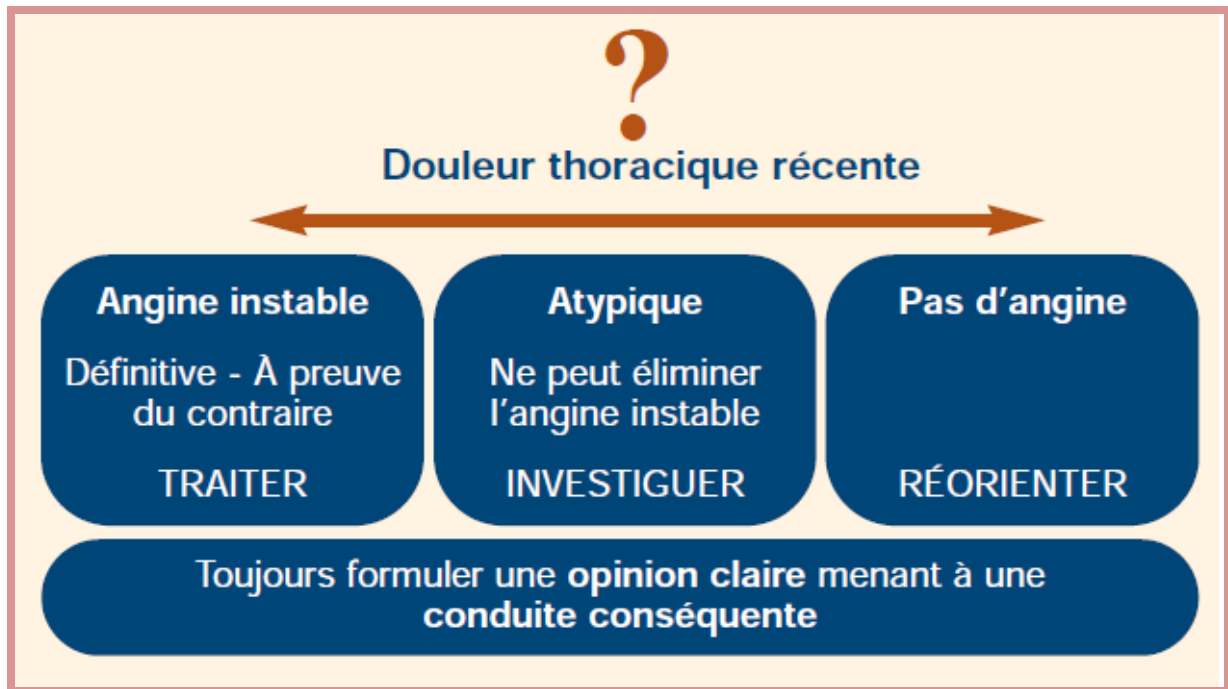 ?
Douleur thoracique récente
Angine instable
Définitive - À preuve
du contraire
TRAITER
Atypique
Ne peut éliminer
l’angine instable
INVESTIGUER
Pas d’angine
RÉORIENTER
Toujours formuler une opinion claire menant à une
conduite conséquente